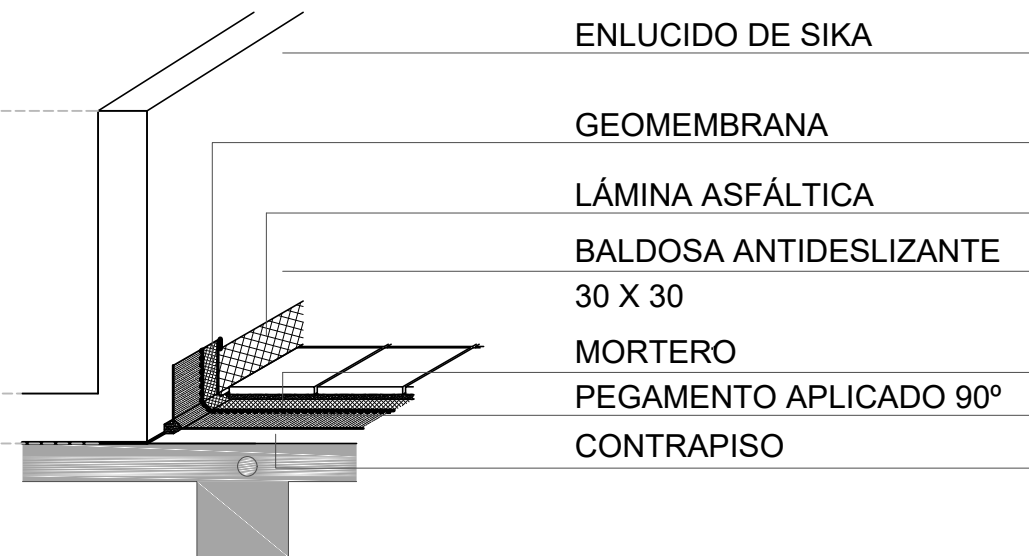 ENLUCIDO DE SIKA
GEOMEMBRANA
LÁMINA ASFÁLTICA
BALDOSA ANTIDESLIZANTE
30 X 30
MORTERO
PEGAMENTO APLICADO 90º
CONTRAPISO